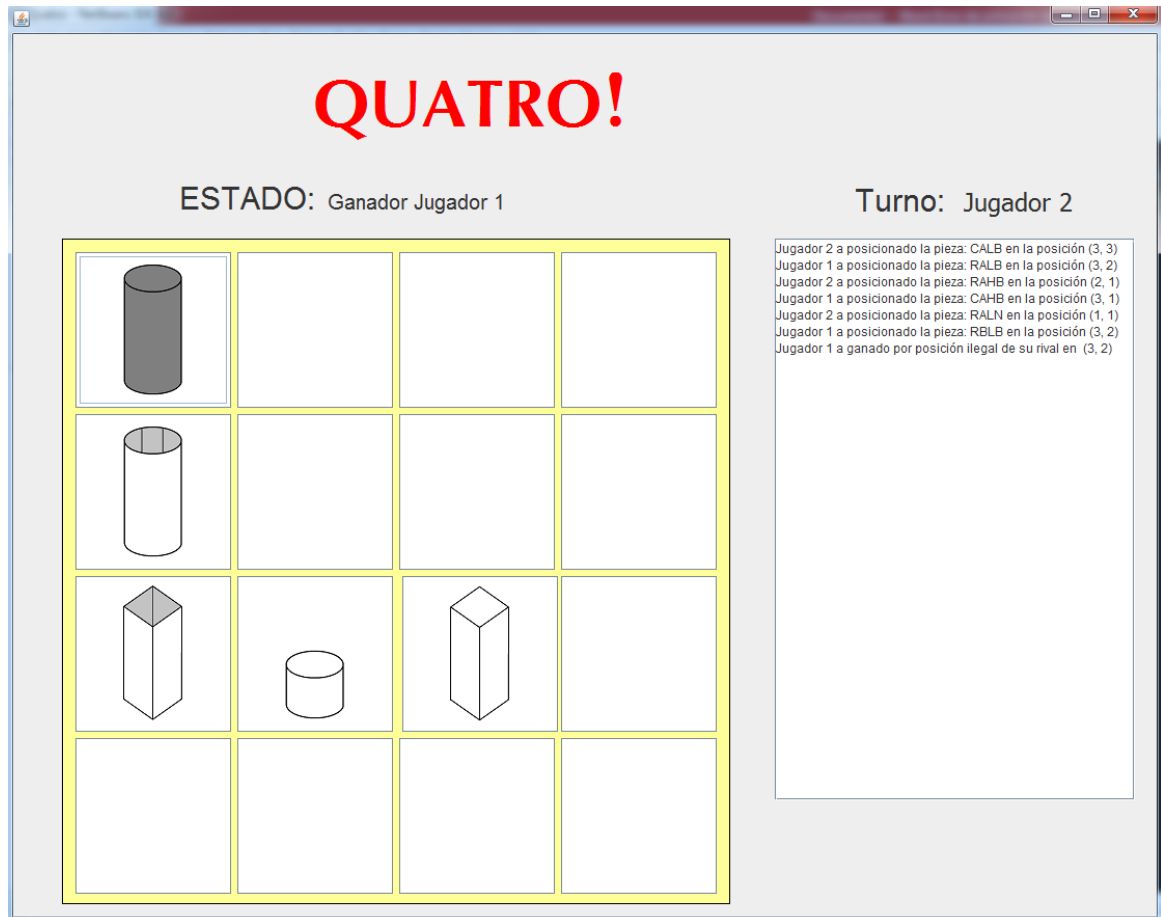 QUATRO!
ESTADO: Ganador Jugador 1
Turno: Jugador 2
Jugador 2 a posicionado la pieza: CALB en la posición (3, 3)
Jugador 1 a posicionado la pieza: RALB en la posición (3, 2)
Jugador 2 a posicionado la pieza: RAHB en la posición (2, 1)
Jugador 1 a posicionado la pieza: CAHB en la posición (3, 1)
Jugador 2 a posicionado la pieza: RALN en la posición (1, 1)
Jugador 1 a posicionado la pieza: RBLB en la posición (3, 2)
Jugador 1 a ganado por posición ilegal de su rival en  (3, 2)